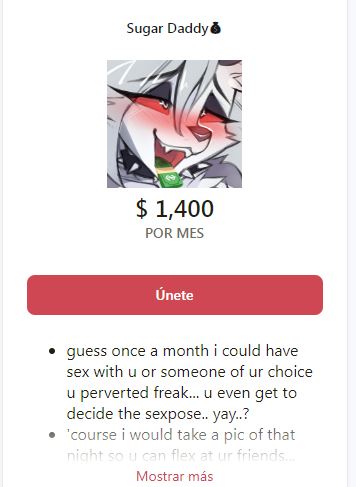 Sugar Daddy💰
$ 1,400
POR MES
Únete
• guess once a month i could have
sex with u or someone of ur choice
u perverted freak... u even get to
decide the sexpose.. yay..?
• 'course i would take a pic of that
night so u can flex at ur friends...
Mostrar más